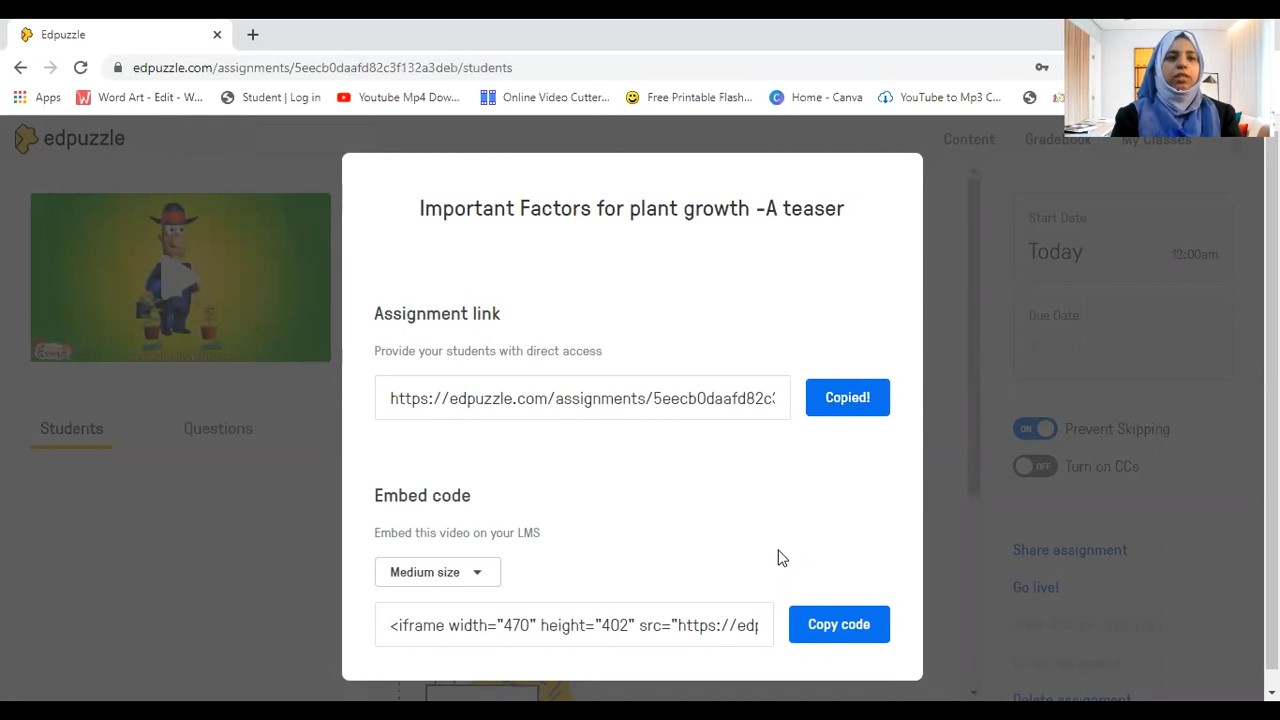 Edpuzzle
edpuzzle.com/assignments/5eecb0daafd82c3f132a3deb/students
Apps Word Art - Edit - W... Student | Log in Youtube Mp4 Dow... Online Video Cutter... Free Printable Flash... Home - Canva YouTube to Mp3 C...
edpuzzle Content Gradebook My Classes
Important Factors for plant growth -A teaser
Start Date
Today 12:00am
Due Date
Assignment link
Provide your students with direct access
https://edpuzzle.com/assignments/5eecb0daafd82c Copied!
Students Questions
ON Prevent Skipping
OFF Turn on CCs
Embed code
Embed this video on your LMS
Medium size
Share assignment
Go live!
<iframe width="470" height="402" src="https://edp Copy code
Delete assignment